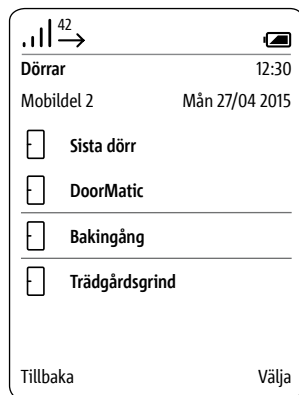 42
Dörrar 12:30
Mobildel 2 Mån 27/04 2015
Sista dörr
DoorMatic
Bakingång
Trädgårdsgrind
Tillbaka Välja